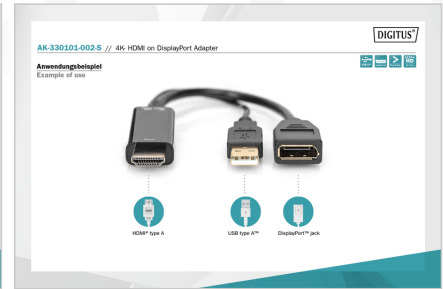 DIGITUS®
AK-330101-002-S // 4K- HDMI on DisplayPort Adapter
Anwendungsbeispiel
Example of use
HDMI® type A
USB type A™
DisplayPort™ jack